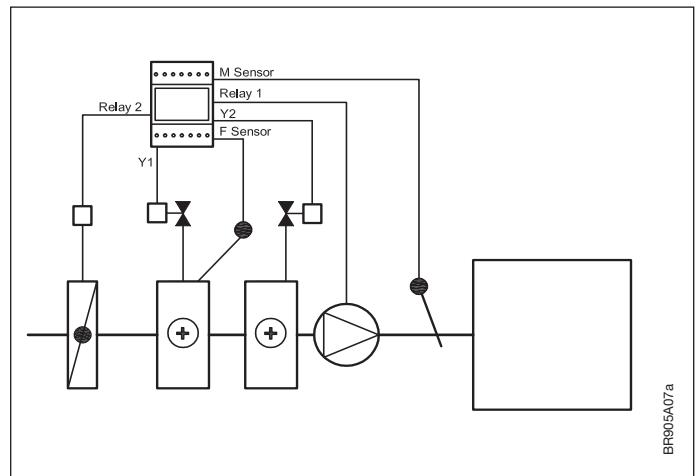 M Sensor
Relay 1
Relay 2
Y2
F Sensor
Y1
+
+
BR905A07a